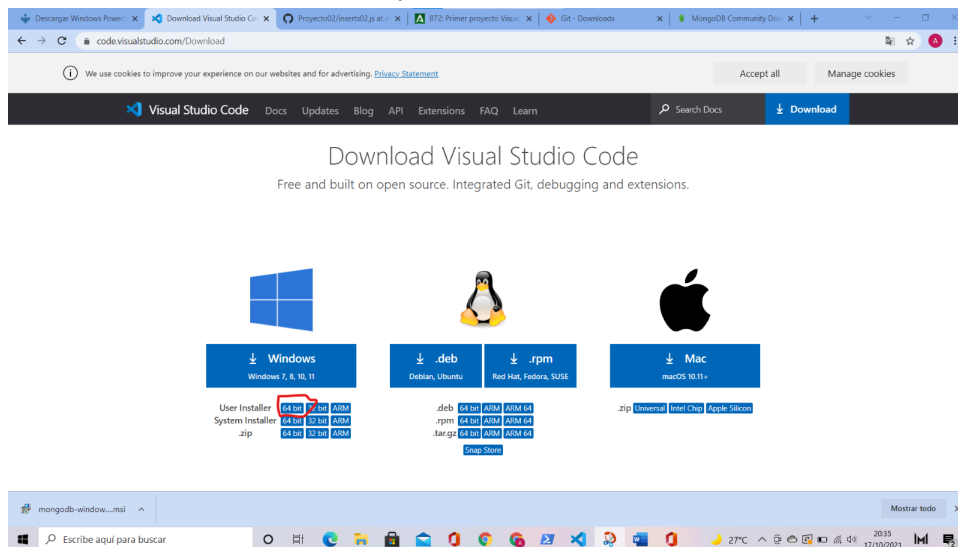 Descargar Windows Power
Download Visual Studio Co
Proyecto02/inserts02.js at
872: Primer proyecto Visu
Git - Downloads
MongoDB Community Do
code.visualstudio.com/Download
A
We use cookies to improve your experience on our websites and for advertising. Privacy Statement
Accept all
Manage cookies
Visual Studio Code
Docs
Updates
Blog
API
Extensions
FAQ
Learn
Search Docs
Download
Download Visual Studio Code
Free and built on open source. Integrated Git, debugging and extensions.
Windows
Windows 7, 8, 10, 11
User Installer 64 bit 32 bit ARM
System Installer 64 bit 32 bit ARM
.zip 64 bit 32 bit ARM
.deb
Debian, Ubuntu
.rpm
Red Hat, Fedora, SUSE
.deb 64 bit ARM ARM 64
.rpm 64 bit ARM ARM 64
.tar.gz 64 bit ARM ARM 64
Snap Store
Mac
macOS 10.11+
.zip Universal Intel Chip Apple Silicon
mongodb-window....msi
Mostrar todo
Escribe aquí para buscar
27°C
20:35
17/10/2021